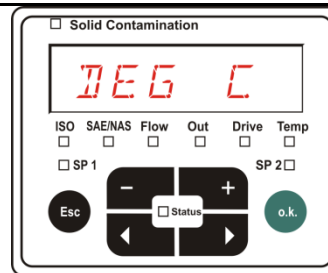 Solid Contamination
DEG C
ISO SAE/NAS Flow Out Drive Temp
SP 1 SP 2
- +
Esc Status o.k.